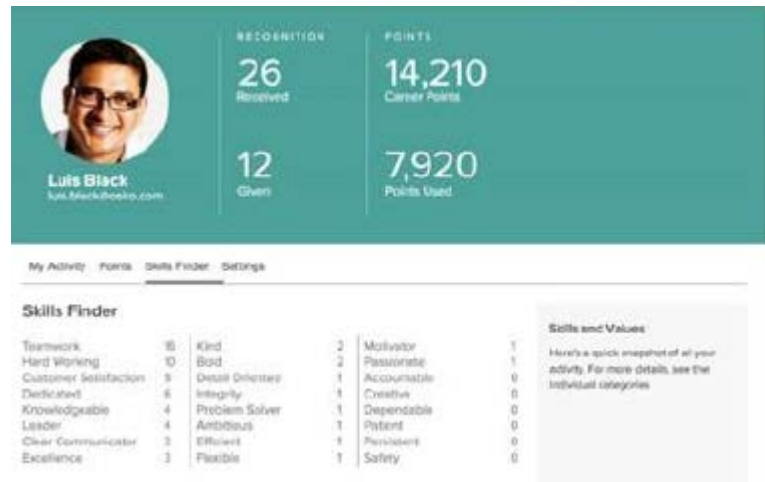 RECOGNITION
26
Received
12
Given
POINTS
14,210
Career Points
7,920
Points Used
Luis Black
My Activity Points Skills Finder Settings
Skills Finder
Teamwork 16
Hard Working 10
Customer Satisfaction 9
Dedicated 6
Knowledgeable 4
Leader 4
Clear Communicator 3
Excellence 3
Kind 2
Bold 2
Detail Oriented 1
Integrity 1
Problem Solver 1
Ambitious 1
Efficient 1
Flexible 1
Motivator 1
Passionate 1
Accountable 0
Creative 0
Dependable 0
Patient 0
Persistent 0
Safety 0
Skills and Values
Here's a quick snapshot of all your
activity. For more details, see the
individual categories